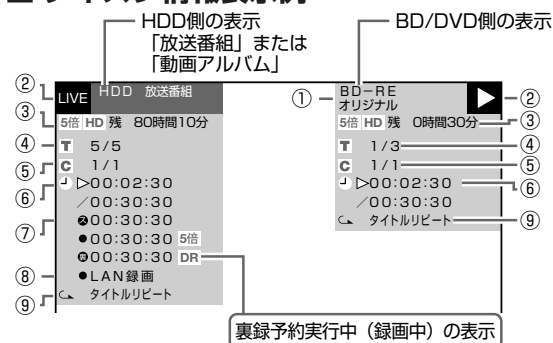 HDD側の表示
「放送番組」または
「動画アルバム」
BD/DVD側の表示
② LIVE HDD 放送番組
③ 5倍 HD 残 80時間10分
④ T 5/5
⑤ C 1/1
⑥ ▷00:02:30
/00:30:30
⑦ 00:30:30
●00:30:30 5倍
00:30:30 DR
⑧ ●LAN録画
⑨ タイトルリピート
① BD-RE ②
オリジナル
5倍 HD 残 0時間30分 ③
T 1/3 ④
C 1/1 ⑤
▷00:02:30 ⑥
/00:30:30
タイトルリピート ⑨
裏録予約実行中（録画中）の表示